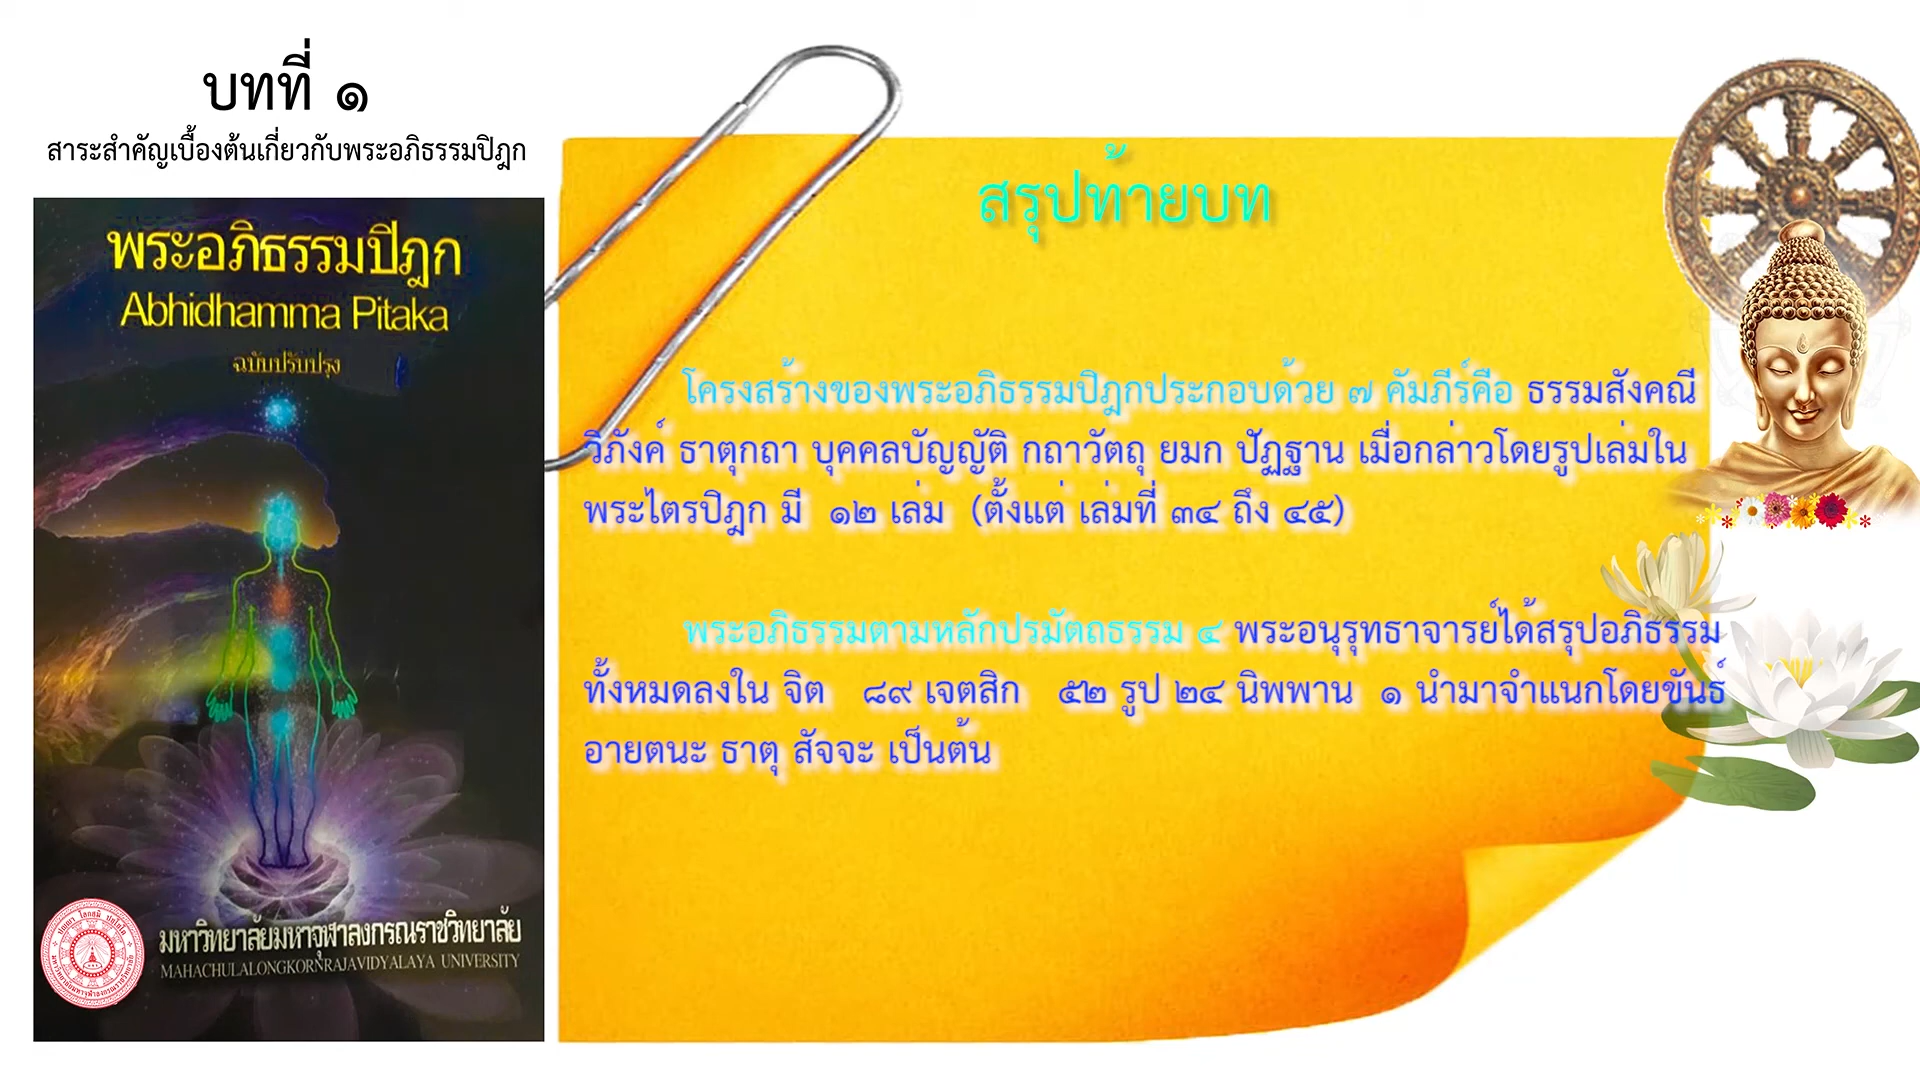 บทที่ ๑
สาระสำคัญเบื้องต้นเกี่ยวกับพระอภิธรรมปิฎก
พระอภิธรรมปิฎก
Abhidhamma Pitaka
ฉบับปรับปรุง
มหาวิทยาลัยมหาจุฬาลงกรณราชวิทยาลัย
MAHACHULALONGKORNRAJAVIDYALAYA UNIVERSITY
สรุปท้ายบท
โครงสร้างของพระอภิธรรมปิฎกประกอบด้วย ๗ คัมภีร์คือ ธรรมสังคณี
วิภังค์ ธาตุกถา บุคคลบัญญัติ กถาวัตถุ ยมก ปัฏฐาน เมื่อกล่าวโดยรูปเล่มใน
พระไตรปิฎก มี ๑๒ เล่ม (ตั้งแต่ เล่มที่ ๓๔ ถึง ๔๕)
พระอภิธรรมตามหลักปรมัตถธรรม ๔ พระอนุรุทธาจารย์ได้สรุปอภิธรรม
ทั้งหมดลงใน จิต ๘๙ เจตสิก ๕๒ รูป ๒๔ นิพพาน ๑ นำมาจำแนกโดยขันธ์
อายตนะ ธาตุ สัจจะ เป็นต้น